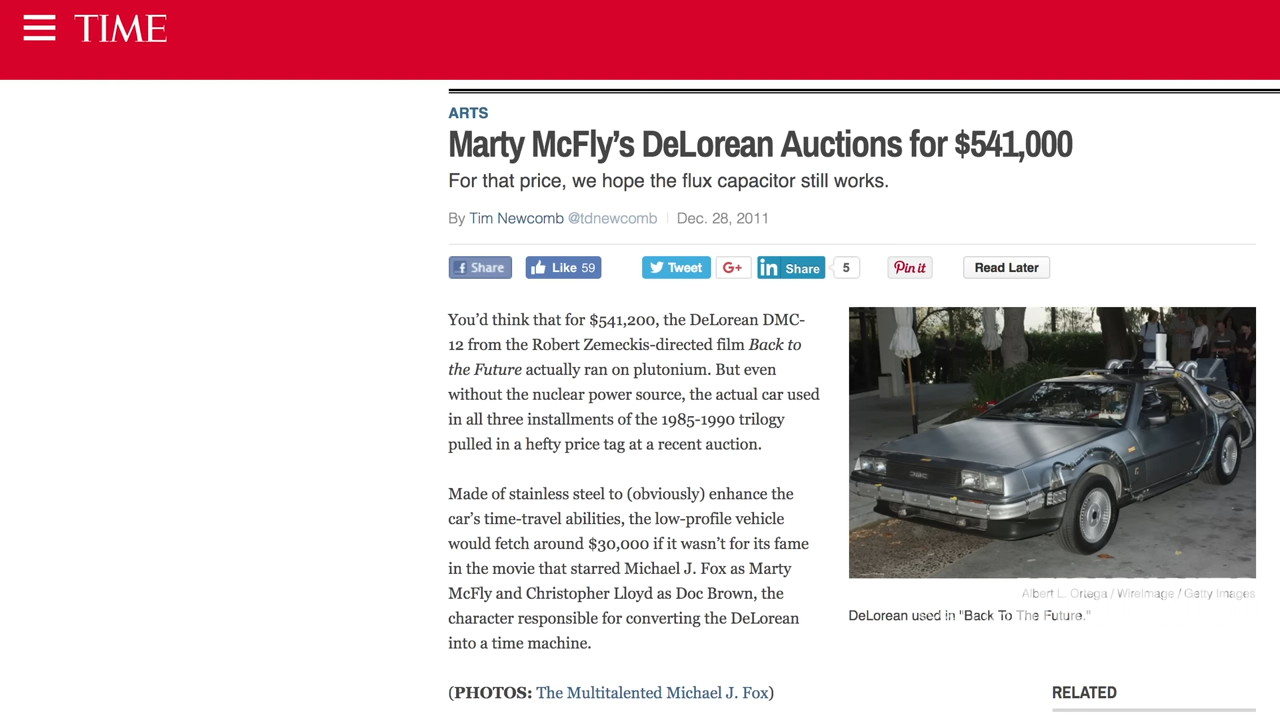 TIME
ARTS
Marty McFly's DeLorean Auctions for $541,000
For that price, we hope the flux capacitor still works.
By Tim Newcomb @tdnewcomb | Dec. 28, 2011
Share
Like 59
Tweet
G+
in Share
5
Pin it
Read Later
You'd think that for $541,200, the DeLorean DMC-
12 from the Robert Zemeckis-directed film Back to
the Future actually ran on plutonium. But even
without the nuclear power source, the actual car used
in all three installments of the 1985-1990 trilogy
pulled in a hefty price tag at a recent auction.
Made of stainless steel to (obviously) enhance the
car's time-travel abilities, the low-profile vehicle
would fetch around $30,000 if it wasn't for its fame
in the movie that starred Michael J. Fox as Marty
McFly and Christopher Lloyd as Doc Brown, the
character responsible for converting the DeLorean
into a time machine.
(PHOTOS: The Multitalented Michael J. Fox)
DMC
Albert L. Ortega / WireImage / Getty Images
DeLorean used in "Back To The Future."
RELATED